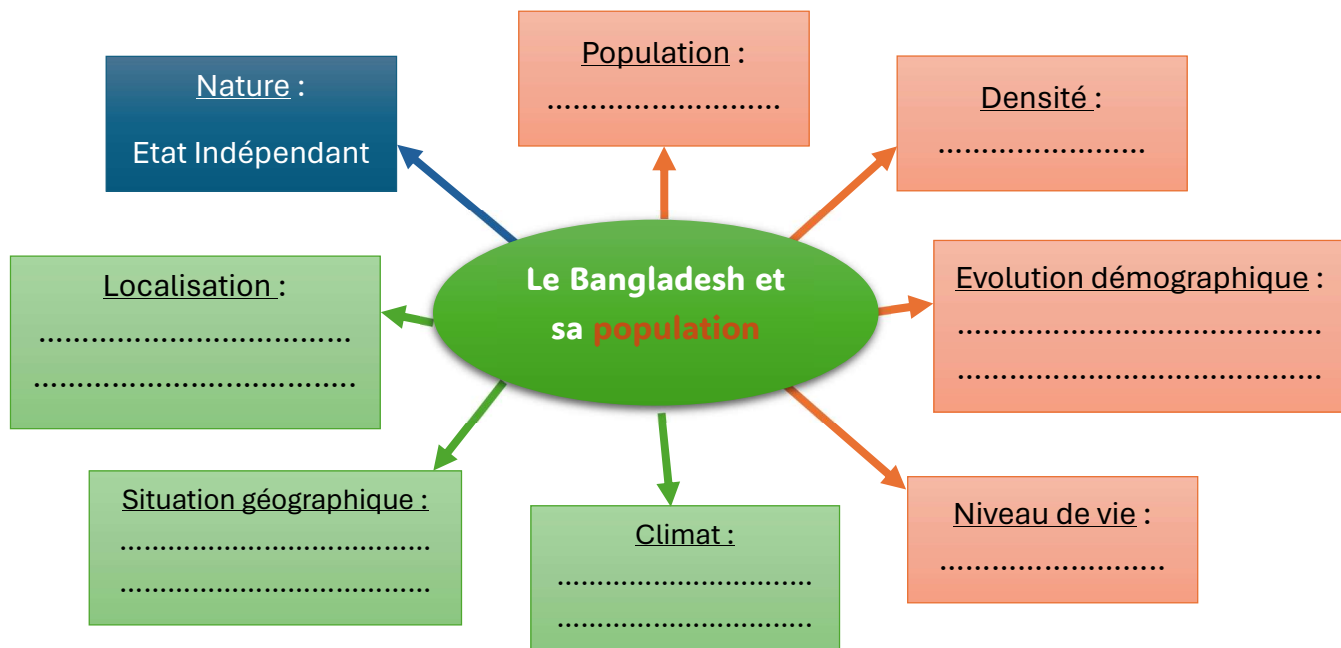 Population :
……………………….
Nature :
Etat Indépendant
Densité :
…………………….
Le Bangladesh et
sa population
Localisation :
……………………………….
………………………………..
Evolution démographique :
…………………………………….
…………………………………….
Situation géographique :
……………………………….
……………………………….
Climat :
………………………..….
…………………………..
Niveau de vie :
………………………..